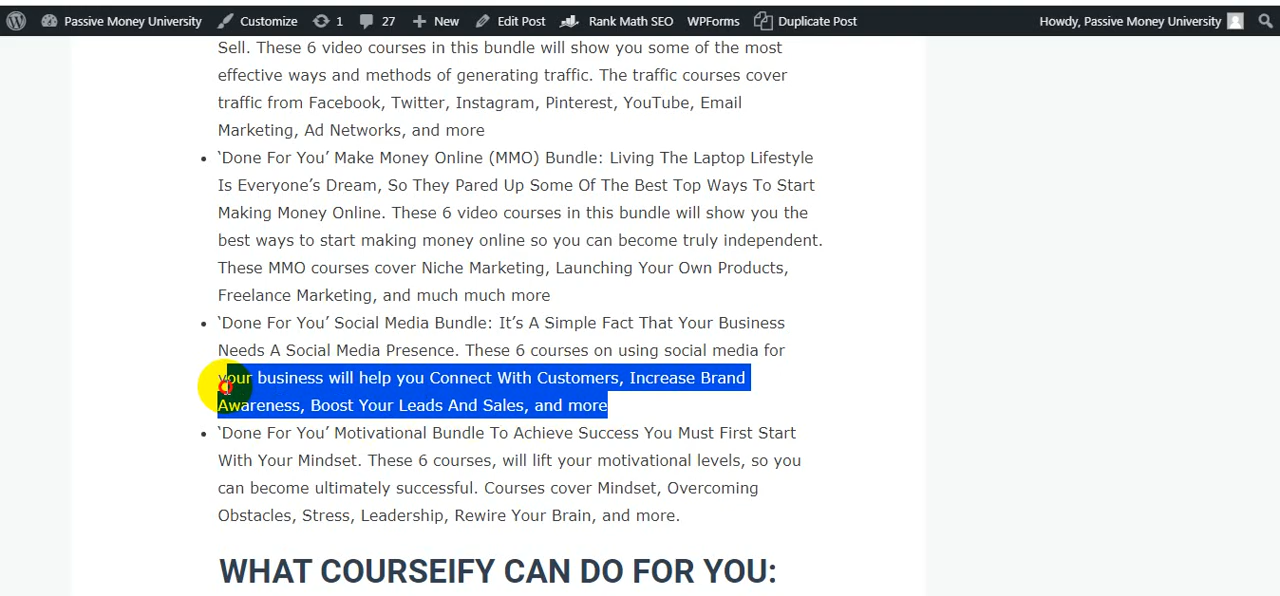 Passive Money University Customize 1 27 New Edit Post Rank Math SEO WPForms Duplicate Post Howdy, Passive Money University
Sell. These 6 video courses in this bundle will show you some of the most
effective ways and methods of generating traffic. The traffic courses cover
traffic from Facebook, Twitter, Instagram, Pinterest, YouTube, Email
Marketing, Ad Networks, and more
‘Done For You’ Make Money Online (MMO) Bundle: Living The Laptop Lifestyle
Is Everyone’s Dream, So They Pared Up Some Of The Best Top Ways To Start
Making Money Online. These 6 video courses in this bundle will show you the
best ways to start making money online so you can become truly independent.
These MMO courses cover Niche Marketing, Launching Your Own Products,
Freelance Marketing, and much much more
‘Done For You’ Social Media Bundle: It’s A Simple Fact That Your Business
Needs A Social Media Presence. These 6 courses on using social media for
your business will help you Connect With Customers, Increase Brand
Awareness, Boost Your Leads And Sales, and more
‘Done For You’ Motivational Bundle To Achieve Success You Must First Start
With Your Mindset. These 6 courses, will lift your motivational levels, so you
can become ultimately successful. Courses cover Mindset, Overcoming
Obstacles, Stress, Leadership, Rewire Your Brain, and more.
WHAT COURSEIFY CAN DO FOR YOU: